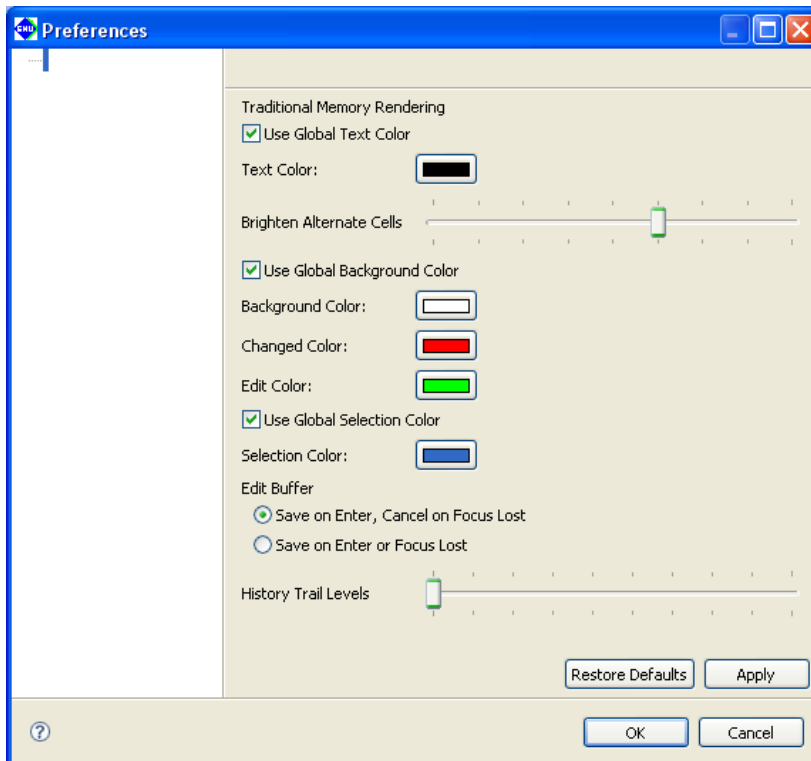 GNU Preferences
Traditional Memory Rendering
Use Global Text Color
Text Color:
Brighten Alternate Cells
Use Global Background Color
Background Color:
Changed Color:
Edit Color:
Use Global Selection Color
Selection Color:
Edit Buffer
Save on Enter, Cancel on Focus Lost
Save on Enter or Focus Lost
History Trail Levels
Restore Defaults Apply
? OK Cancel